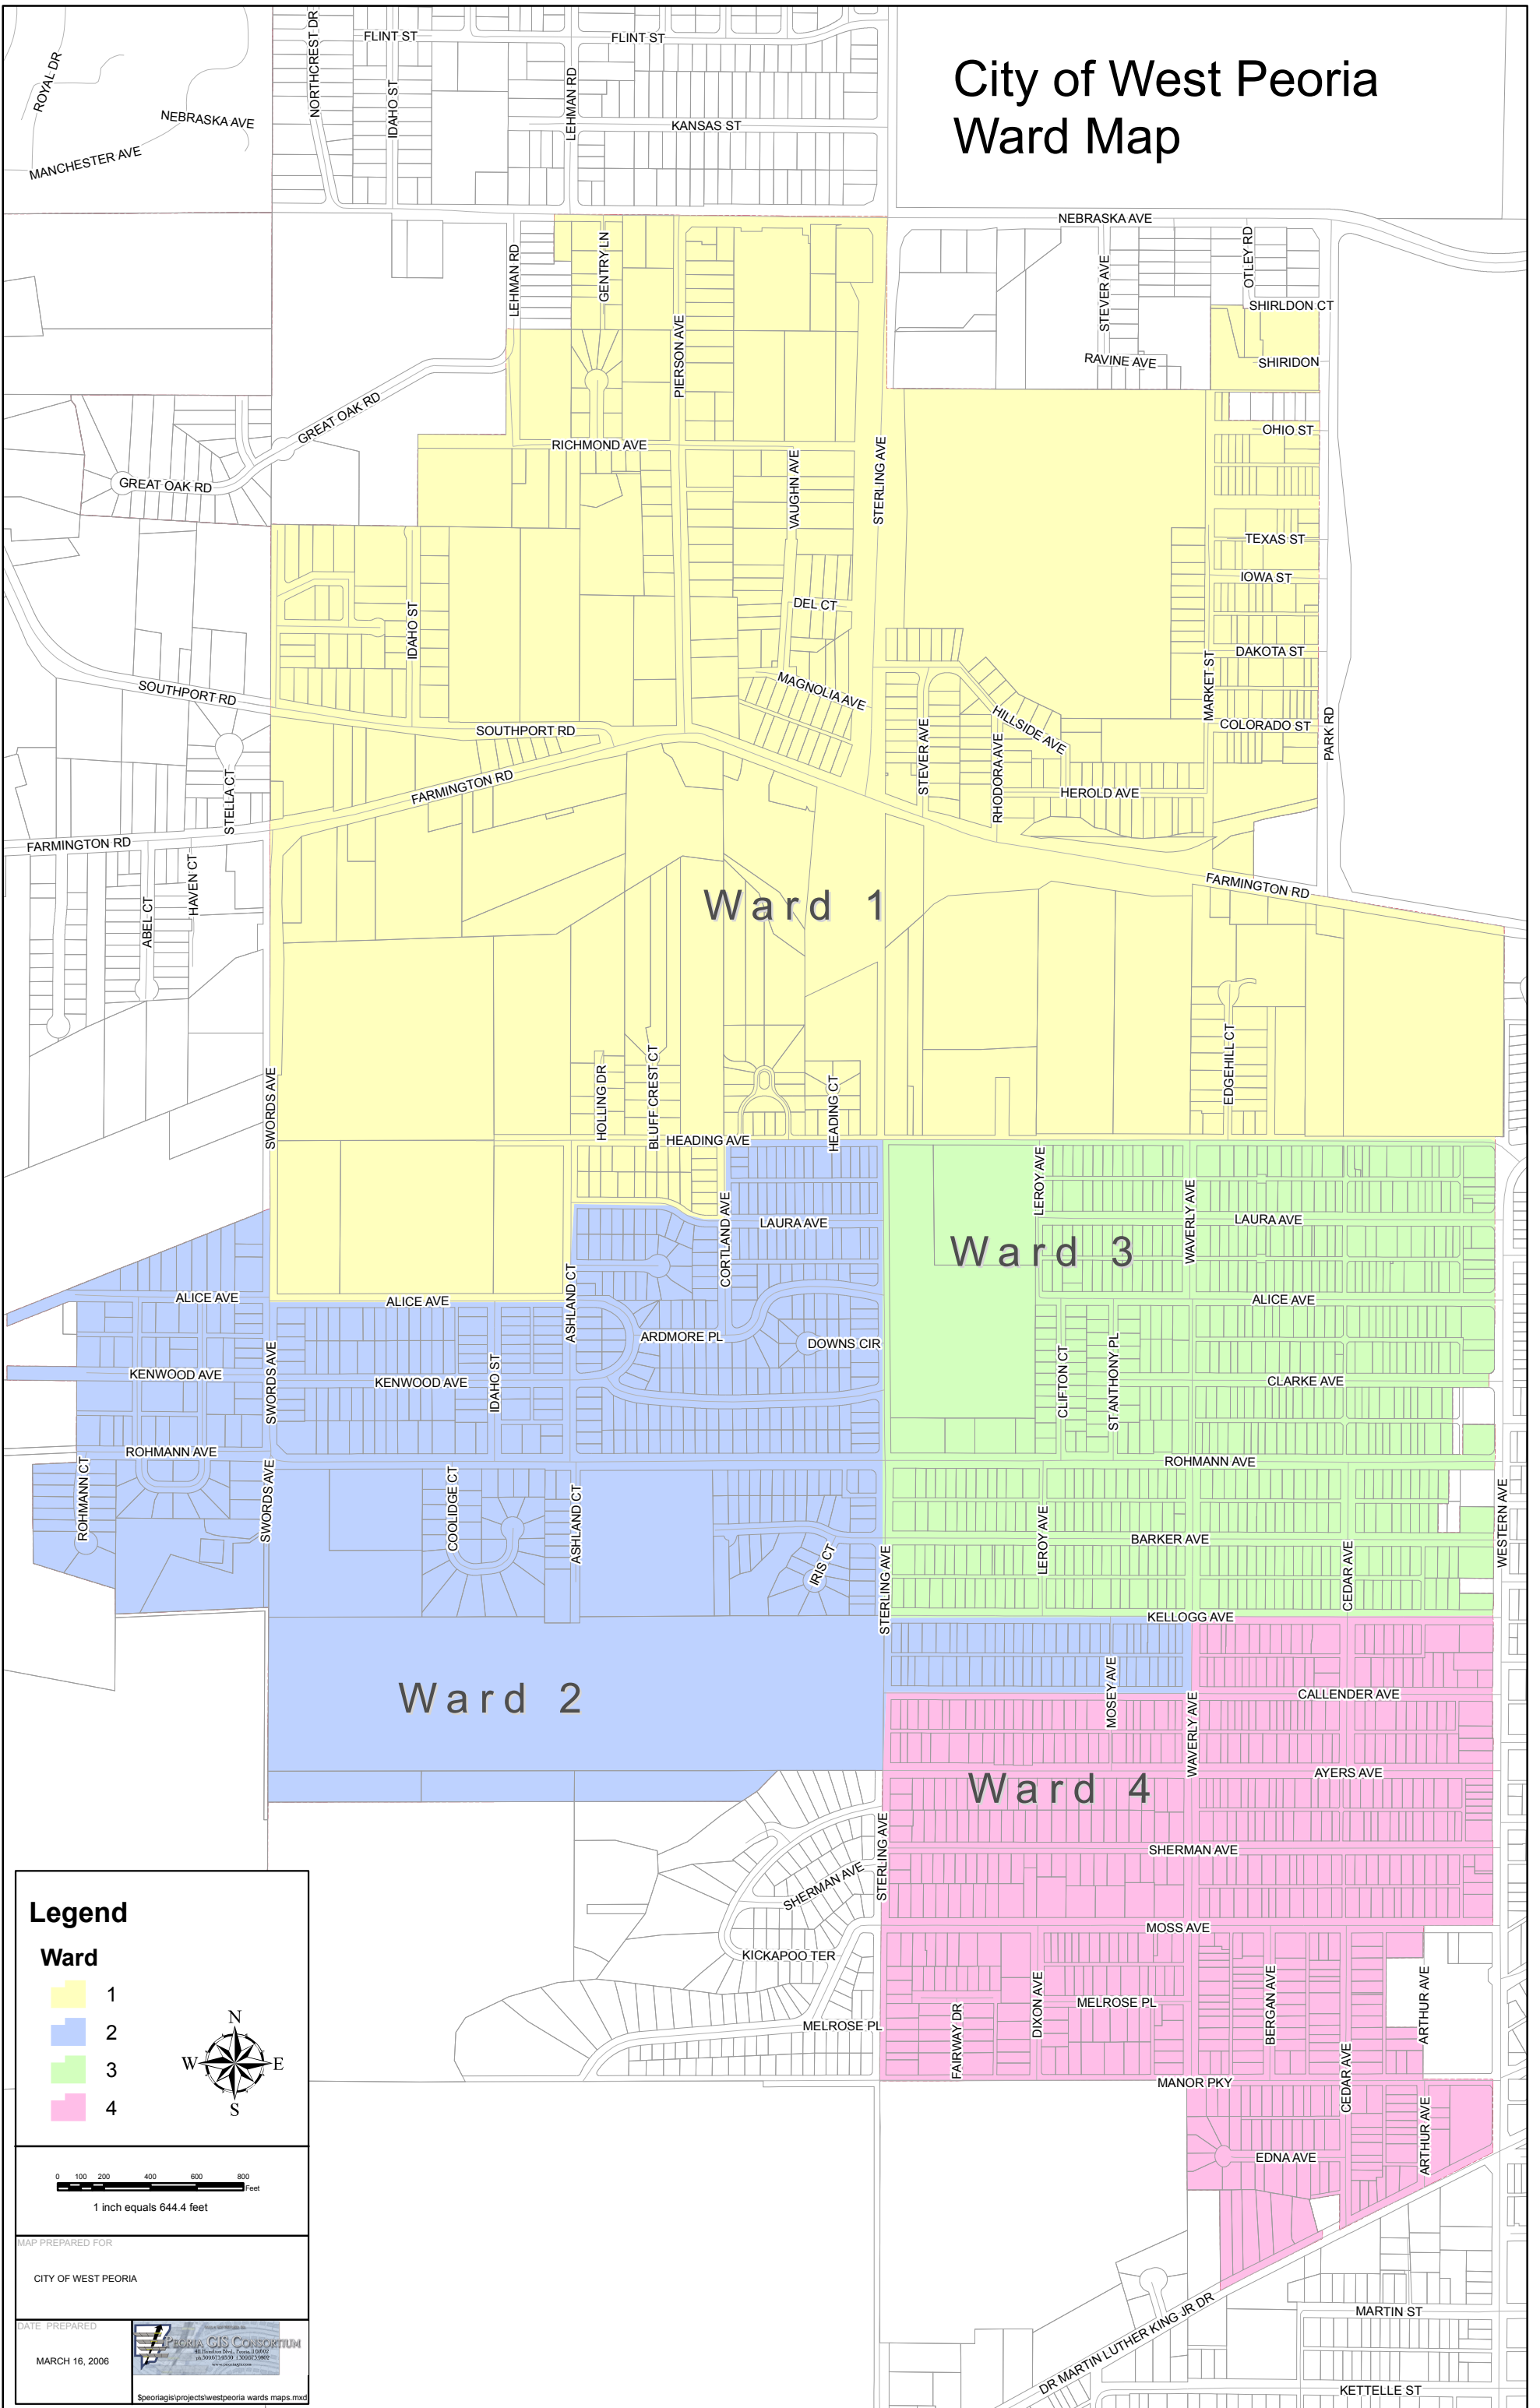 City of West Peoria
Ward Map
FLINT ST
FLINT ST
ROYAL DR
NORTHCREST DR
IDAHO ST
LEHMAN RD
NEBRASKA AVE
KANSAS ST
MANCHESTER AVE
NEBRASKA AVE
LEHMAN RD
GENTRY LN
STEVER AVE
OTLEY RD
SHIRLDON CT
PIERSON AVE
RAVINE AVE
SHIRIDON
GREAT OAK RD
OHIO ST
RICHMOND AVE
STERLING AVE
VAUGHN AVE
GREAT OAK RD
TEXAS ST
IOWA ST
DEL CT
IDAHO ST
DAKOTA ST
MARKET ST
SOUTHPORT RD
MAGNOLIA AVE
HILLSIDE AVE
COLORADO ST
PARK RD
SOUTHPORT RD
STEVER AVE
RHODORA AVE
STELLA CT
FARMINGTON RD
HEROLD AVE
FARMINGTON RD
HAVEN CT
ABEL CT
FARMINGTON RD
Ward 1
SWORDS AVE
HOLLING DR
BLUFF CREST CT
HEADING CT
EDGEHILL CT
HEADING AVE
LEROY AVE
WAVERLY AVE
CORTLAND AVE
LAURA AVE
LAURA AVE
Ward 3
ALICE AVE
ALICE AVE
ASHLAND CT
ALICE AVE
ARDMORE PL
DOWNS CIR
SWORDS AVE
KENWOOD AVE
KENWOOD AVE
IDAHO ST
CLIFTON CT
ST ANTHONY PL
CLARKE AVE
ROHMANN AVE
ROHMANN AVE
ROHMANN CT
SWORDS AVE
COOLIDGE CT
ASHLAND CT
IRIS CT
STERLING AVE
LEROY AVE
BARKER AVE
CEDAR AVE
WESTERN AVE
KELLOGG AVE
Ward 2
MOSEY AVE
WAVERLY AVE
CALLENDER AVE
AYERS AVE
Ward 4
STERLING AVE
SHERMAN AVE
SHERMAN AVE
MOSS AVE
KICKAPOO TER
MELROSE PL
FAIRWAY DR
DIXON AVE
MELROSE PL
BERGAN AVE
ARTHUR AVE
CEDAR AVE
MANOR PKY
EDNA AVE
ARTHUR AVE
DR MARTIN LUTHER KING JR DR
MARTIN ST
KETTELLE ST
Legend
Ward
1
2
3
4
N
W E
S
0 100 200 400 600 800
Feet
1 inch equals 644.4 feet
MAP PREPARED FOR
CITY OF WEST PEORIA
DATE PREPARED
MARCH 16, 2006
PEORIA GIS CONSORTIUM
$peoriagis\projects\westpeoria wards maps.mxd